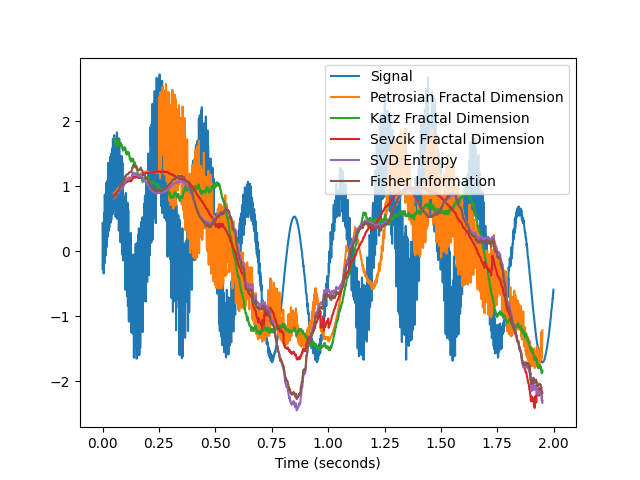 Signal
Petrosian Fractal Dimension
Katz Fractal Dimension
Sevcik Fractal Dimension
SVD Entropy
Fisher Information
2
1
0
−1
−2
0.00 0.25 0.50 0.75 1.00 1.25 1.50 1.75 2.00
Time (seconds)